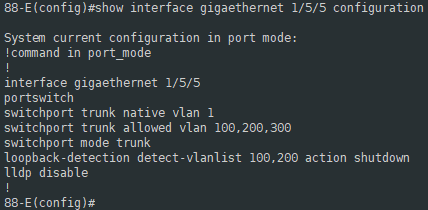 88-E(config)#show interface gigaethernet 1/5/5 configuration
System current configuration in port mode:
!command in port_mode
!
interface gigaethernet 1/5/5
portswitch
switchport trunk native vlan 1
switchport trunk allowed vlan 100,200,300
switchport mode trunk
loopback-detection detect-vlanlist 100,200 action shutdown
lldp disable
!
88-E(config)#